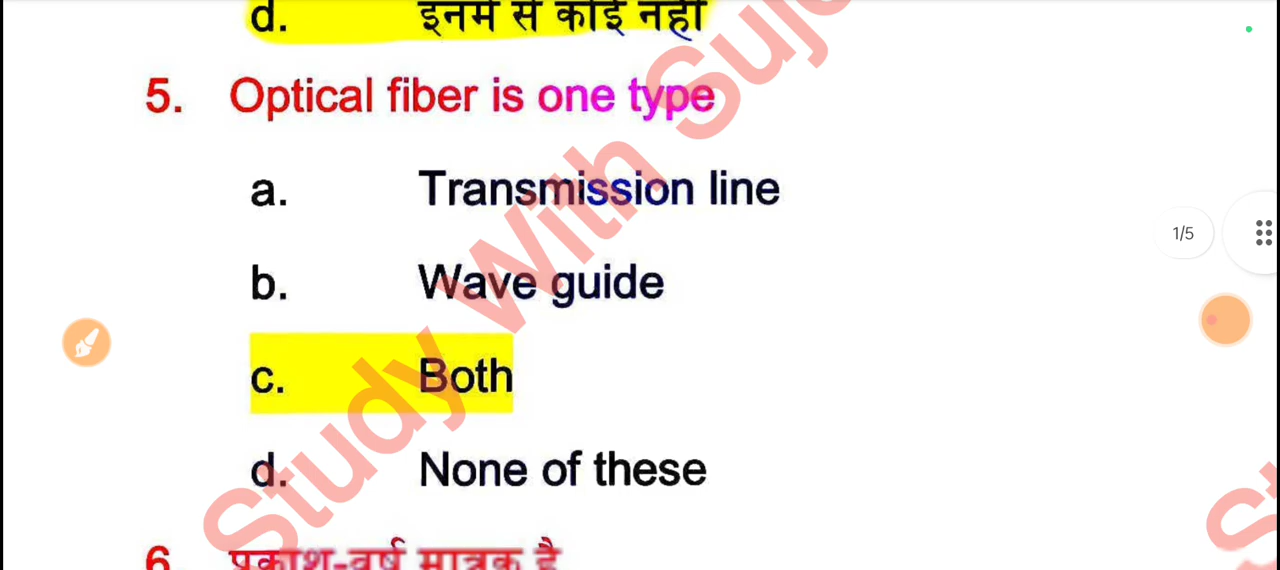 d. इनमें से कोई नहीं
5. Optical fiber is one type
a. Transmission line
b. Wave guide
c. Both
d. None of these
6. प्रकाश-वर्ष मात्रक है
1/5
Study With Suj